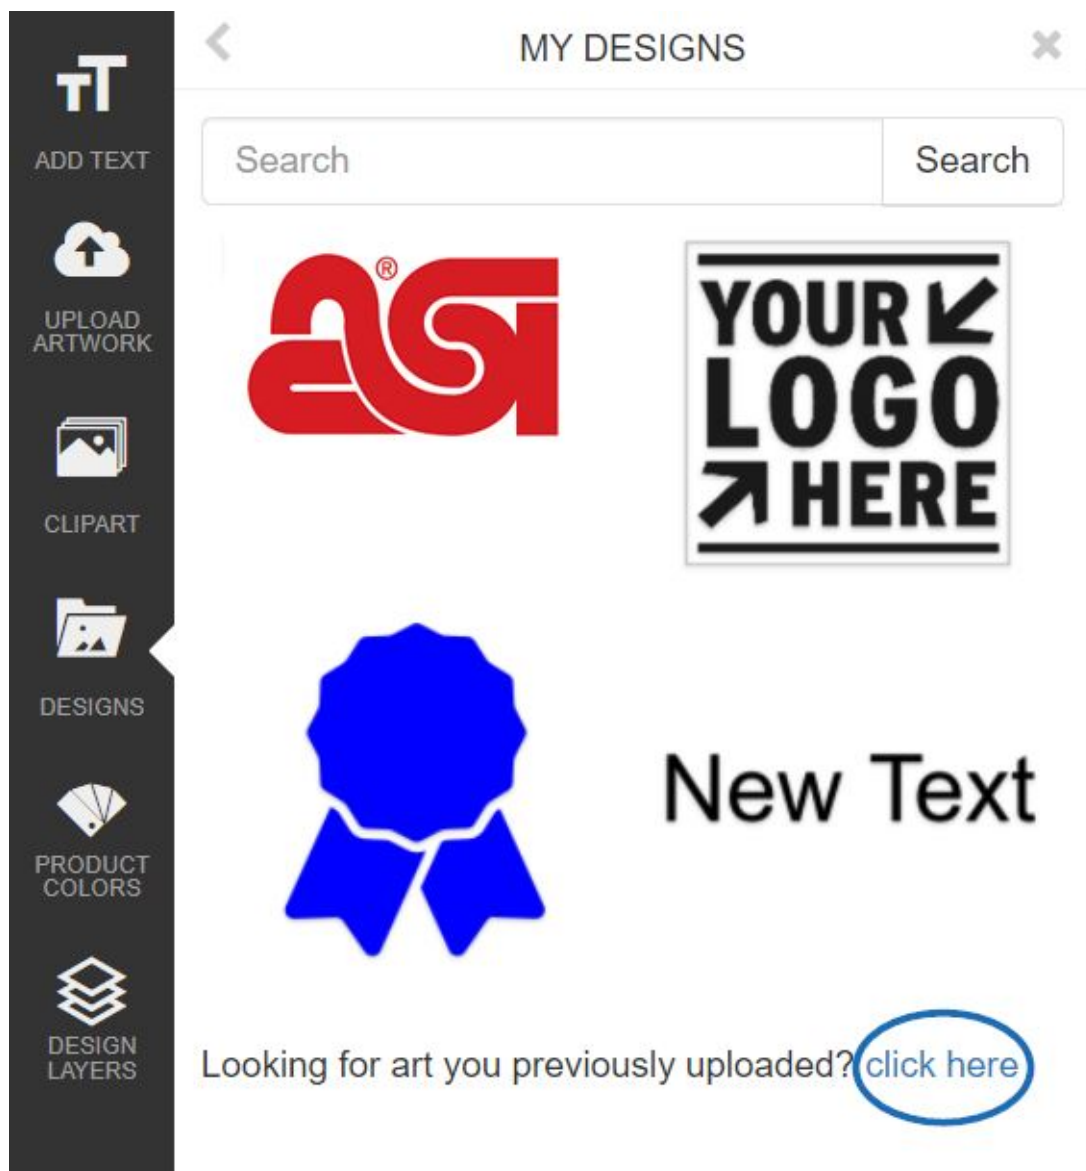 MY DESIGNS
Search
Search
ADD TEXT
UPLOAD
ARTWORK
CLIPART
DESIGNS
PRODUCT
COLORS
DESIGN
LAYERS
asi®
YOUR
LOGO
HERE
New Text
Looking for art you previously uploaded? click here